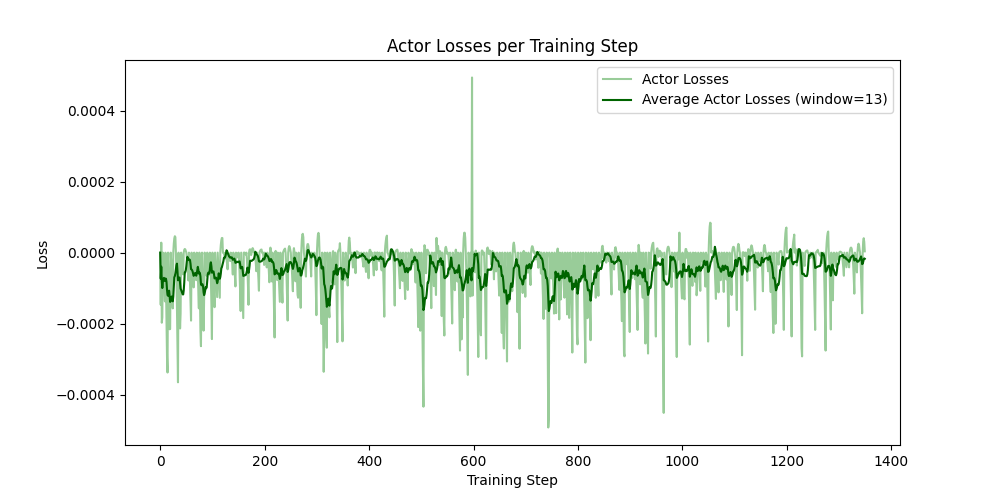 Actor Losses per Training Step
Actor Losses
Average Actor Losses (window=13)
0.0004
0.0002
0.0000
−0.0002
−0.0004
Loss
0 200 400 600 800 1000 1200 1400
Training Step